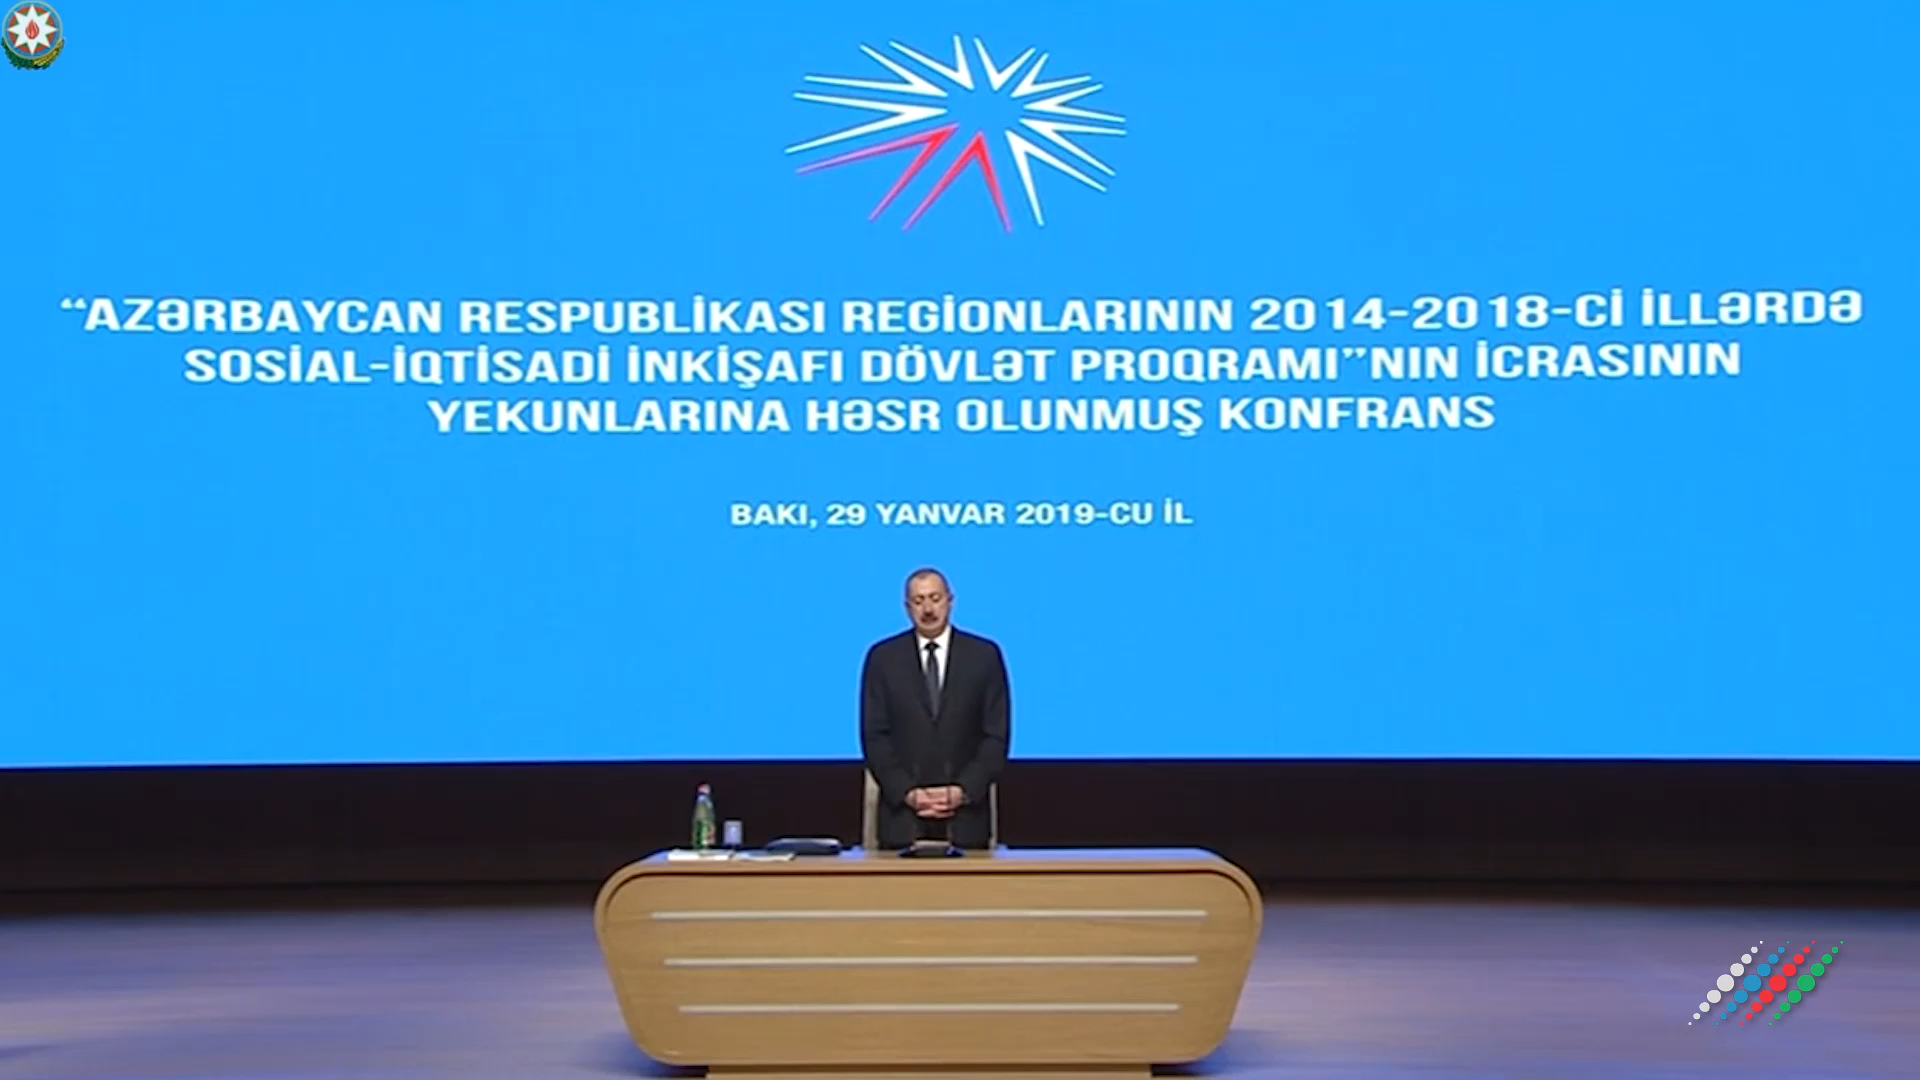 “AZƏRBAYCAN RESPUBLİKASI REGİONLARININ 2014-2018-Cİ İLLƏRDƏ
SOSİAL-İQTİSADİ İNKİŞAFI DÖVLƏT PROQRAMI”NIN İCRASININ
YEKUNLARINA HƏSR OLUNMUŞ KONFRANS
BAKI, 29 YANVAR 2019-CU İL